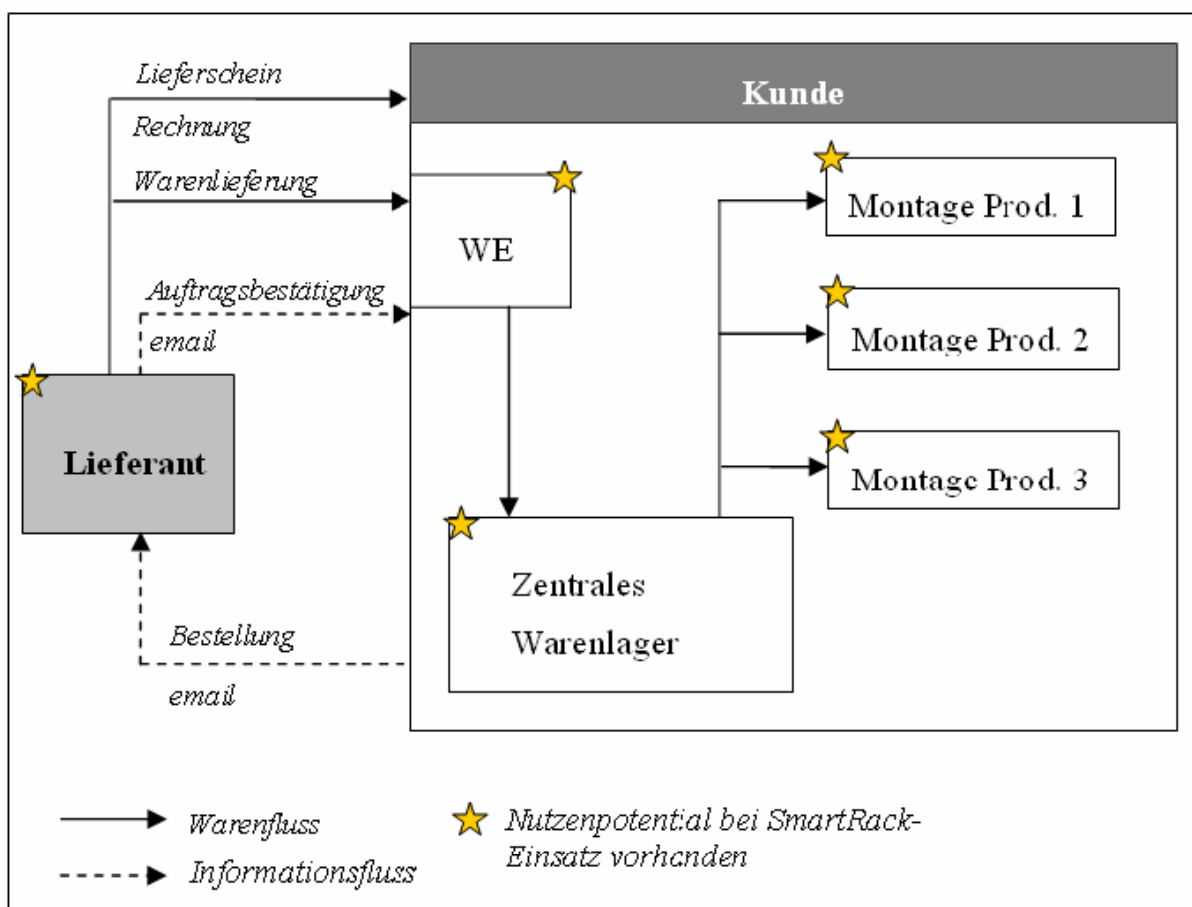 Lieferschein
Kunde
Rechnung
Warenlieferung
Montage Prod. 1
WE
Auftragsbestätigung
email
Montage Prod. 2
Lieferant
Montage Prod. 3
Zentrales
Warenlager
Bestellung
email
Warenfluss
Informationsfluss
Nutzenpotential bei SmartRack-
Einsatz vorhanden